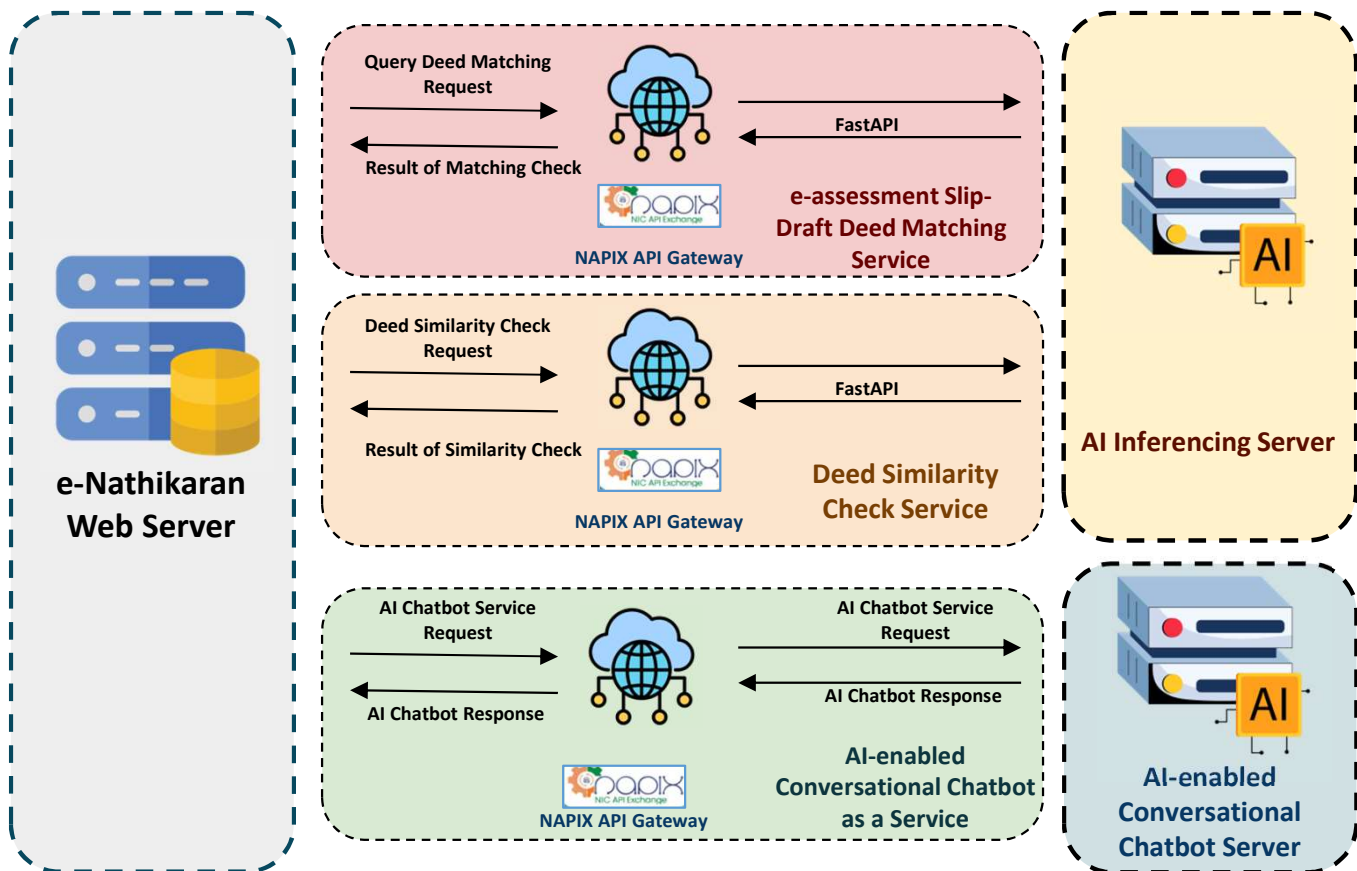 e-Nathikaran
Web Server
Query Deed Matching
Request
Result of Matching Check
FastAPI
napix
NIC API Exchange
NAPIX API Gateway
e-assessment Slip-
Draft Deed Matching
Service
Deed Similarity Check
Request
Result of Similarity Check
FastAPI
napix
NIC API Exchange
NAPIX API Gateway
Deed Similarity
Check Service
AI Chatbot Service
Request
AI Chatbot Response
AI Chatbot Service
Request
AI Chatbot Response
napix
NIC API Exchange
NAPIX API Gateway
AI-enabled
Conversational Chatbot
as a Service
AI
AI Inferencing Server
AI
AI-enabled
Conversational
Chatbot Server